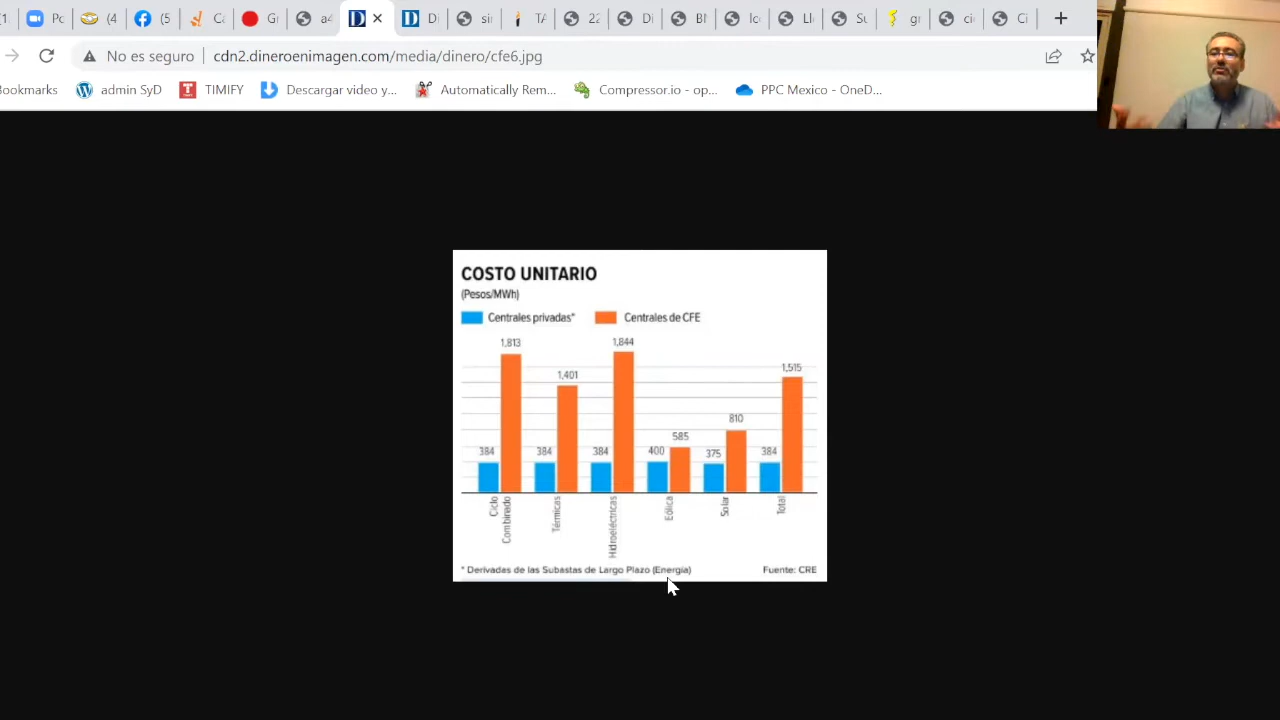 (4
(5
No es seguro
cdn2.dineroenimagen.com/media/dinero/cfe6.jpg
Bookmarks
admin SyD
TIMIFY
Descargar video y...
Automatically Rem...
Compressor.io - op...
PPC Mexico - OneD...
COSTO UNITARIO
(Pesos/MWh)
Centrales privadas*
Centrales de CFE
1,813
1,844
1,401
1,515
810
585
384
384
384
400
375
384
Ciclo
Combinado
Térmicas
Hidroeléctricas
Eólica
Solar
Total
* Derivadas de las Subastas de Largo Plazo (Energía)
Fuente: CRE